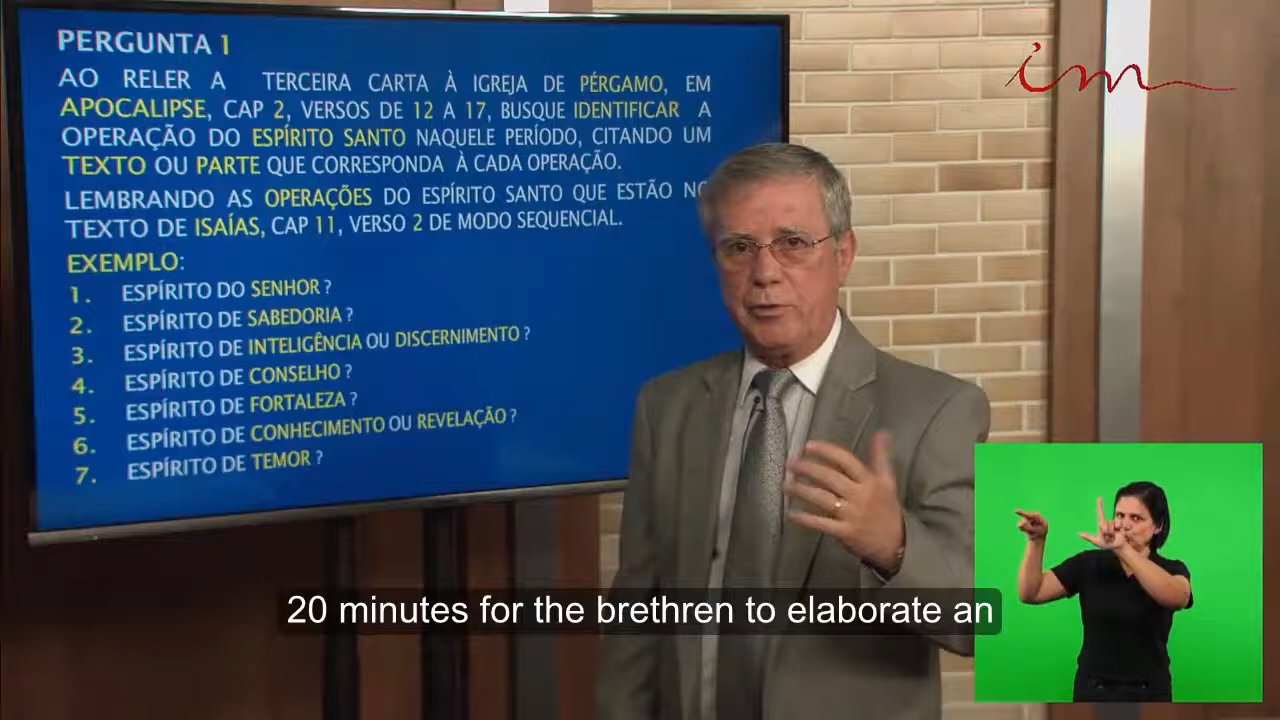 PERGUNTA 1
AO RELER A TERCEIRA CARTA À IGREJA DE PÉRGAMO, EM
APOCALIPSE, CAP 2, VERSOS DE 12 A 17, BUSQUE IDENTIFICAR A
OPERAÇÃO DO ESPÍRITO SANTO NAQUELE PERÍODO, CITANDO UM
TEXTO OU PARTE QUE CORRESPONDA À CADA OPERAÇÃO.
LEMBRANDO AS OPERAÇÕES DO ESPÍRITO SANTO QUE ESTÃO NO
TEXTO DE ISAÍAS, CAP 11, VERSO 2 DE MODO SEQUENCIAL.
EXEMPLO:
1. ESPÍRITO DO SENHOR ?
2. ESPÍRITO DE SABEDORIA ?
3. ESPÍRITO DE INTELIGÊNCIA OU DISCERNIMENTO ?
4. ESPÍRITO DE CONSELHO ?
5. ESPÍRITO DE FORTALEZA ?
6. ESPÍRITO DE CONHECIMENTO OU REVELAÇÃO ?
7. ESPÍRITO DE TEMOR ?
im
20 minutes for the brethren to elaborate an